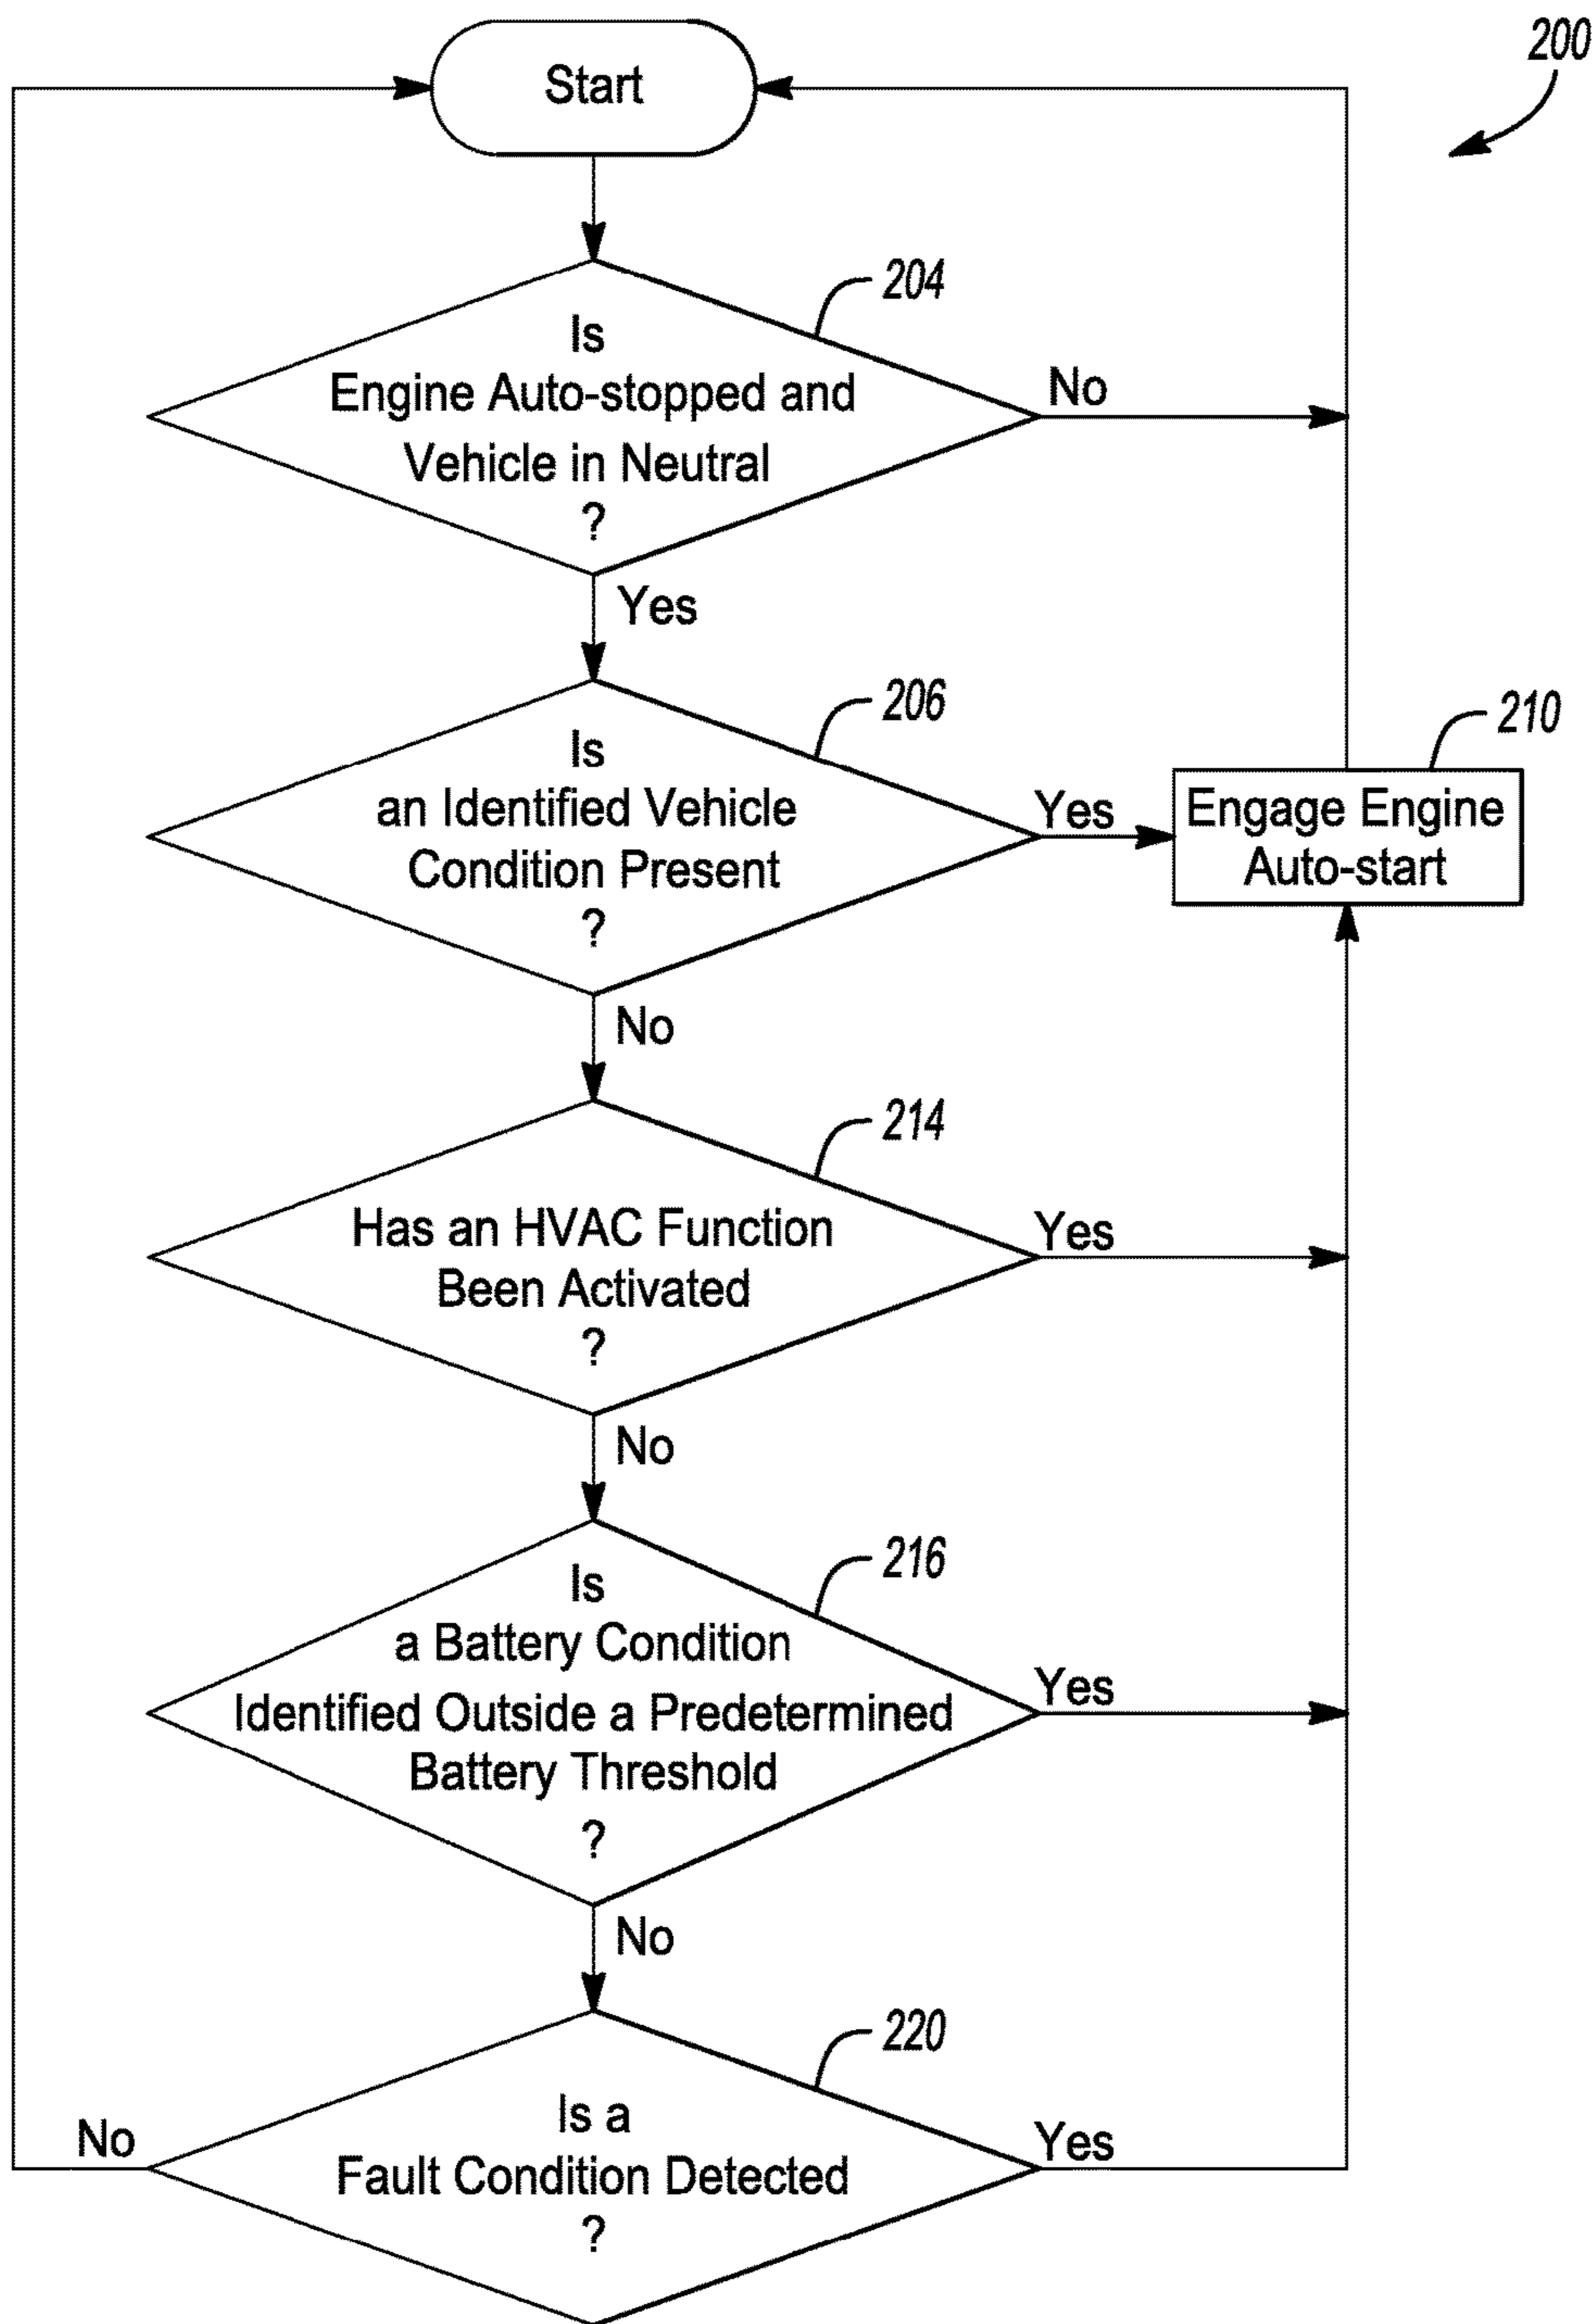 200
Start
204
Is
Engine Auto-stopped and
Vehicle in Neutral
?
No
Yes
206
Is
an Identified Vehicle
Condition Present
?
Yes
210
Engage Engine
Auto-start
No
214
Has an HVAC Function
Been Activated
?
Yes
No
216
Is
a Battery Condition
Identified Outside a Predetermined
Battery Threshold
?
Yes
No
220
Is a
Fault Condition Detected
?
No
Yes